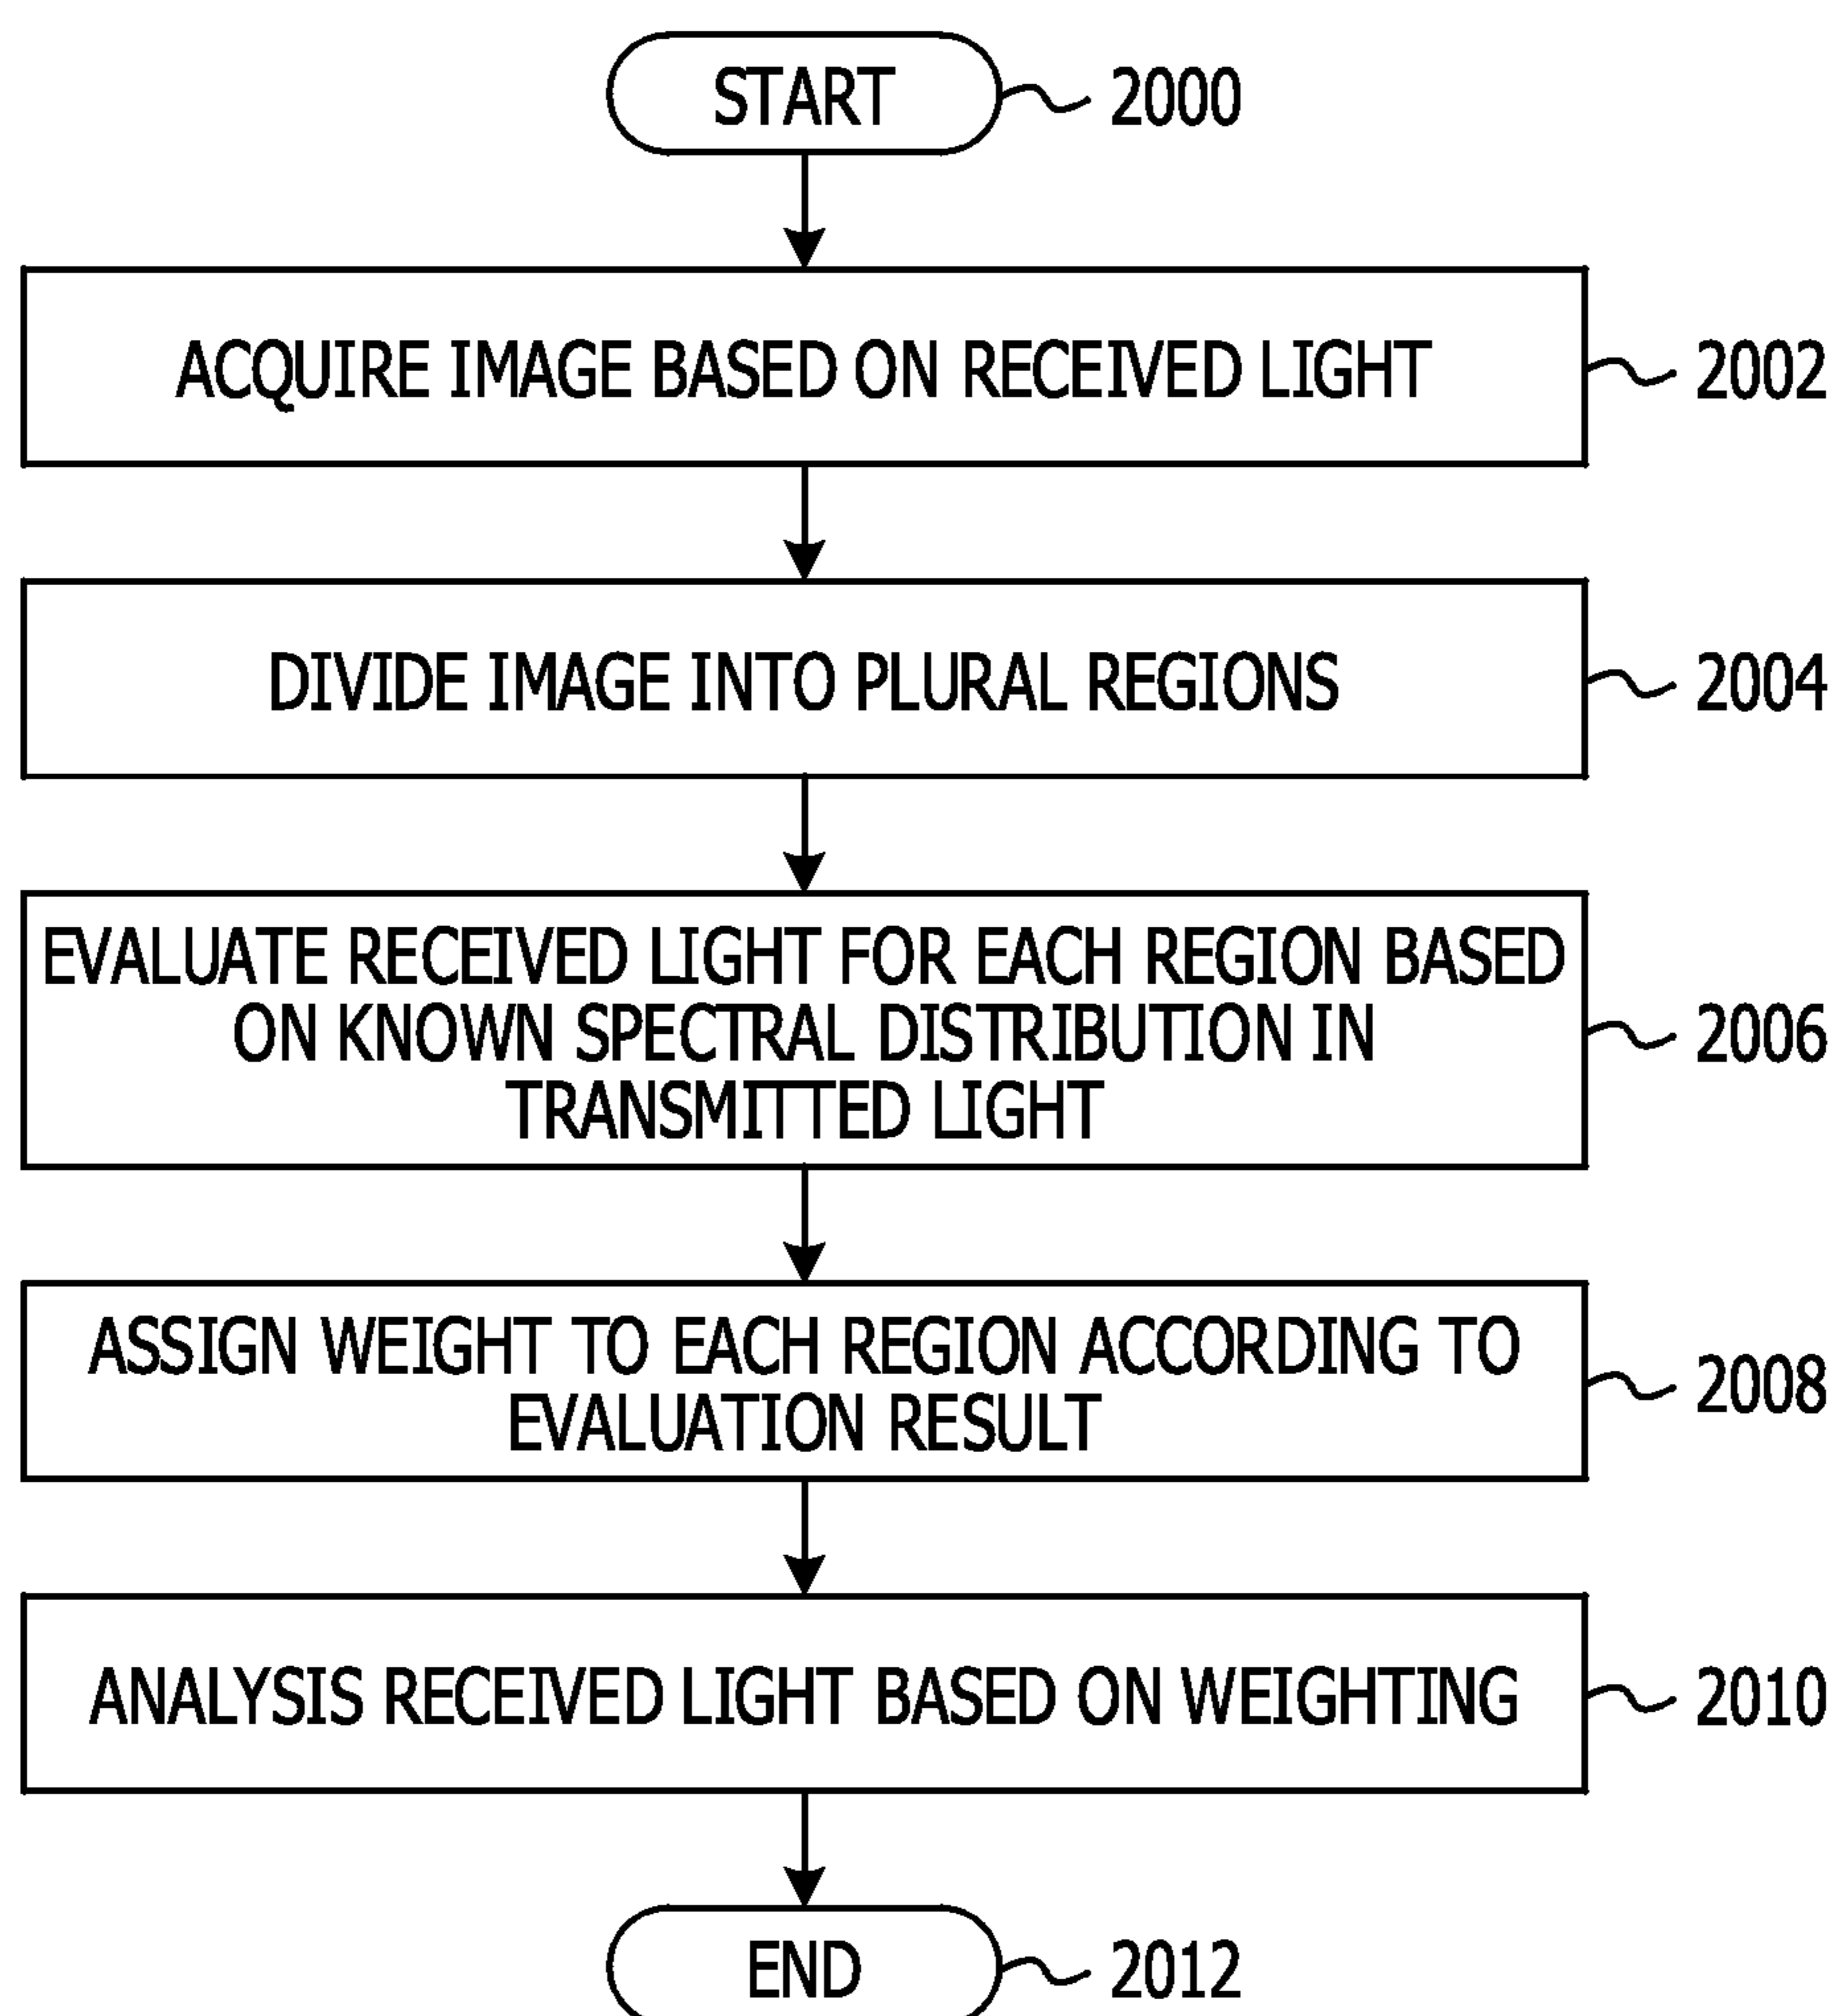 START
2000
ACQUIRE IMAGE BASED ON RECEIVED LIGHT
2002
DIVIDE IMAGE INTO PLURAL REGIONS
2004
EVALUATE RECEIVED LIGHT FOR EACH REGION BASED
ON KNOWN SPECTRAL DISTRIBUTION IN
TRANSMITTED LIGHT
2006
ASSIGN WEIGHT TO EACH REGION ACCORDING TO
EVALUATION RESULT
2008
ANALYSIS RECEIVED LIGHT BASED ON WEIGHTING
2010
END
2012